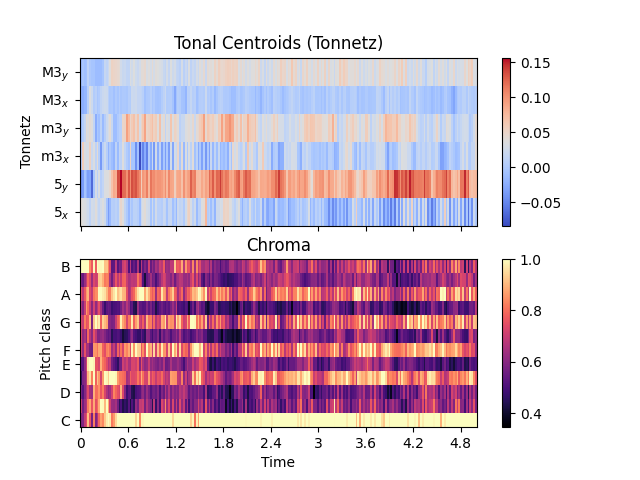 Tonal Centroids (Tonnetz)
Tonnetz
M3y
M3x
m3y
m3x
5y
5x
0.15
0.10
0.05
0.00
−0.05
Chroma
Pitch class
B
A
G
F
E
D
C
0
0.6
1.2
1.8
2.4
3
3.6
4.2
4.8
Time
1.0
0.8
0.6
0.4